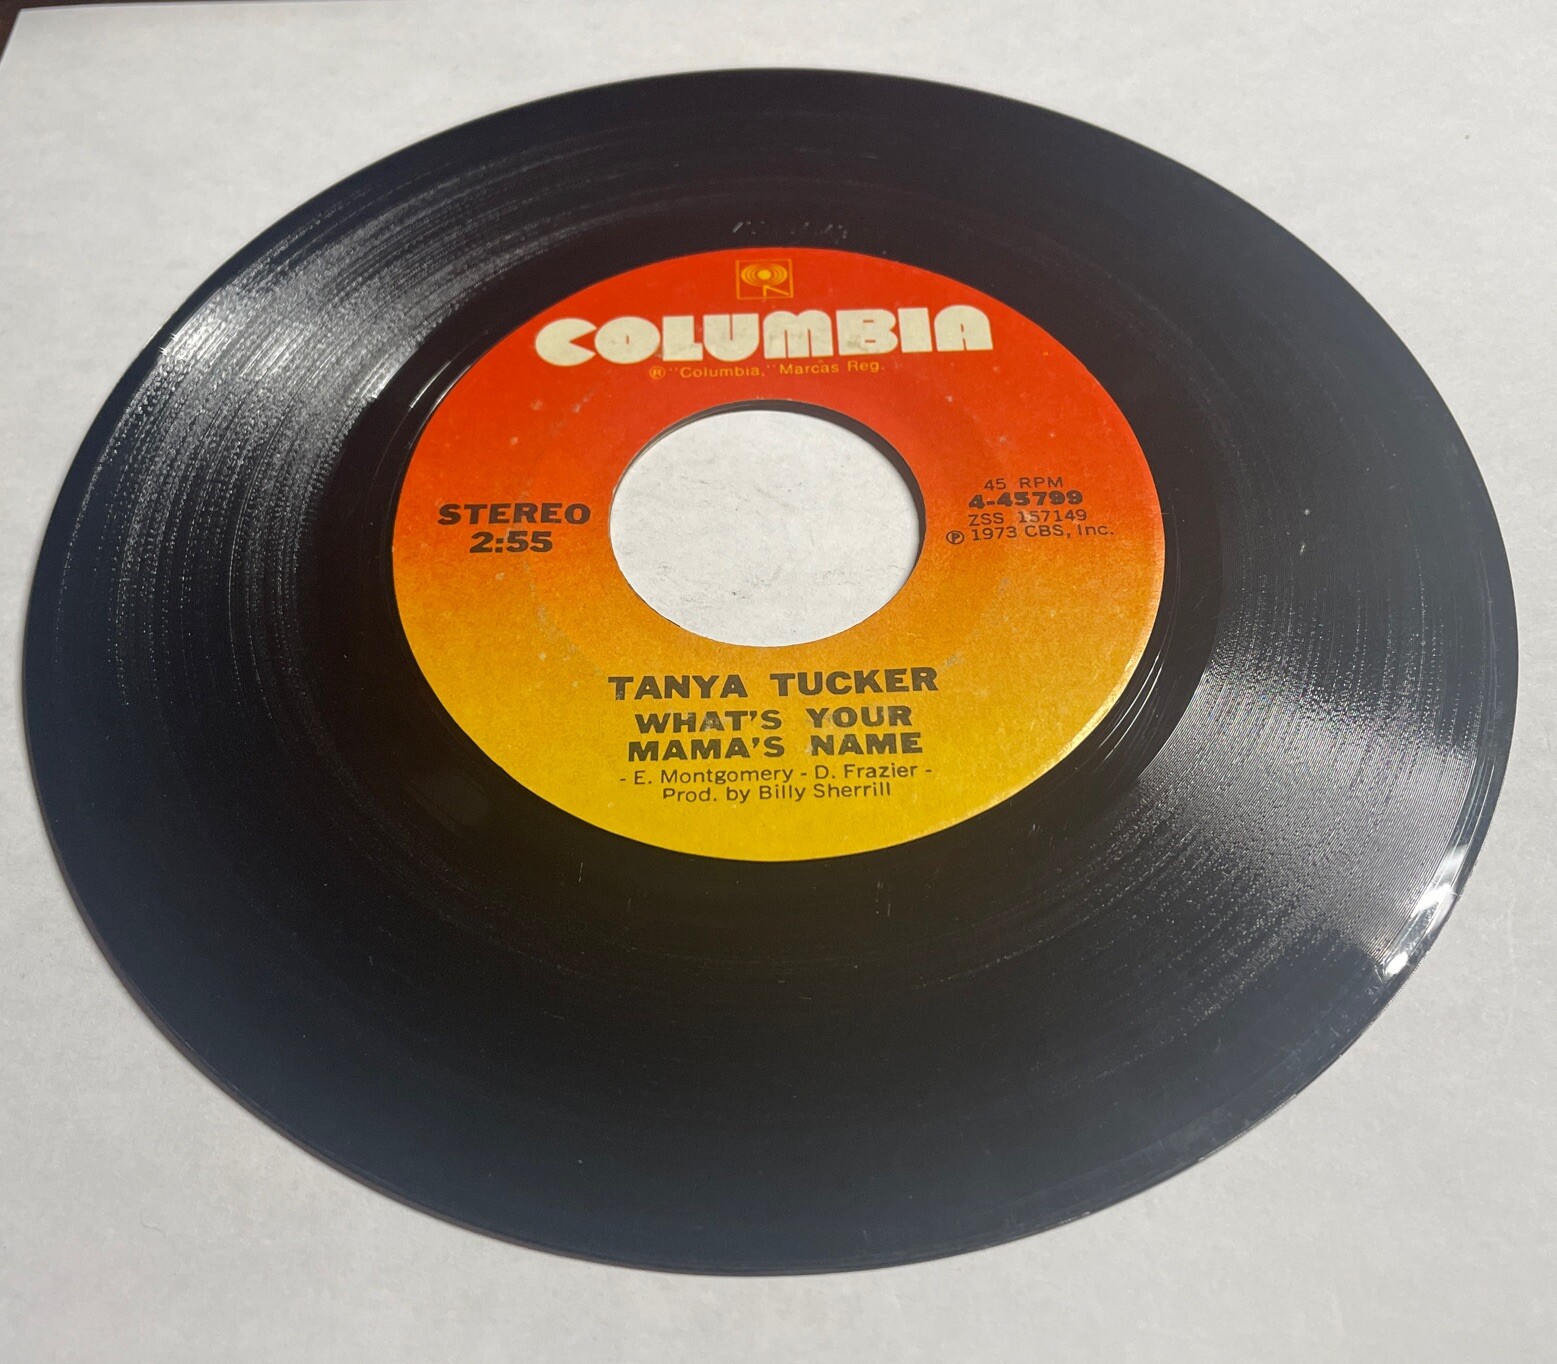 COLUMBIA
® "Columbia," Marcas Reg.
STEREO
2:55
45 RPM
4-45799
ZSS 157149
℗ 1973 CBS, Inc.
TANYA TUCKER
WHAT'S YOUR
MAMA'S NAME
- E. Montgomery - D. Frazier -
Prod. by Billy Sherrill